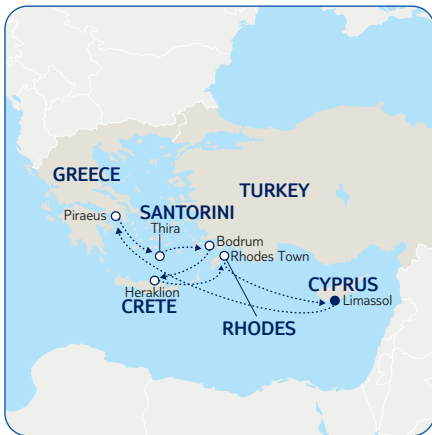 GREECE
TURKEY
Piraeus
SANTORINI
Thira
Bodrum
Rhodes Town
Heraklion
CRETE
CYPRUS
Limassol
RHODES